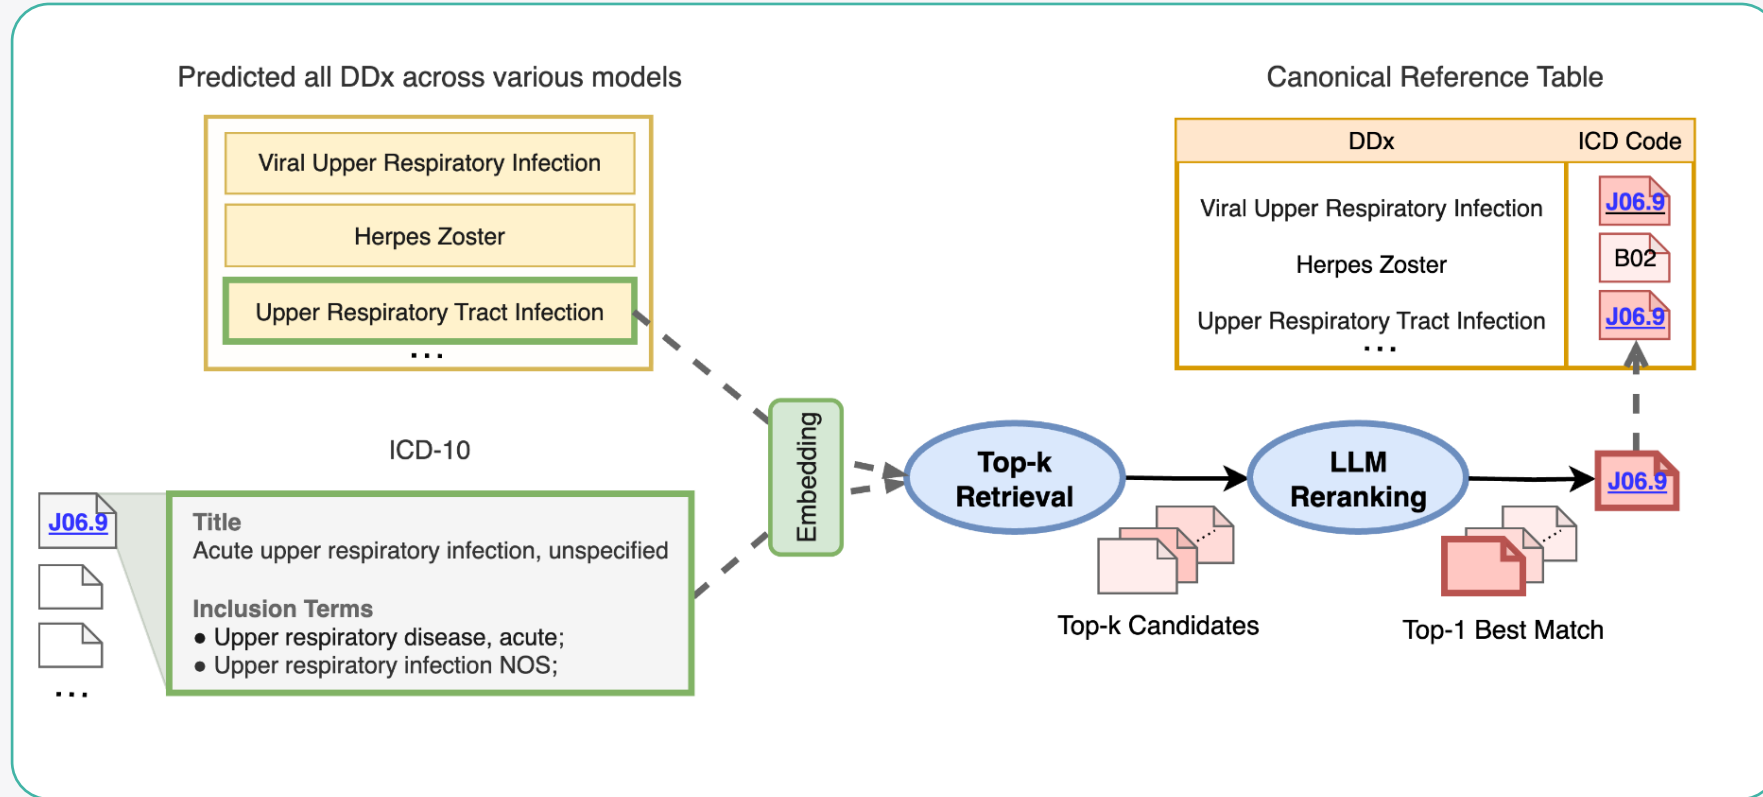 Predicted all DDx across various models
Viral Upper Respiratory Infection
Herpes Zoster
Upper Respiratory Tract Infection
...
ICD-10
J06.9
...
Title
Acute upper respiratory infection, unspecified
Inclusion Terms
● Upper respiratory disease, acute;
● Upper respiratory infection NOS;
Embedding
Top-k
Retrieval
Top-k Candidates
LLM
Reranking
Top-1 Best Match
J06.9
Canonical Reference Table
DDx ICD Code
Viral Upper Respiratory Infection J06.9
Herpes Zoster B02
Upper Respiratory Tract Infection J06.9
...